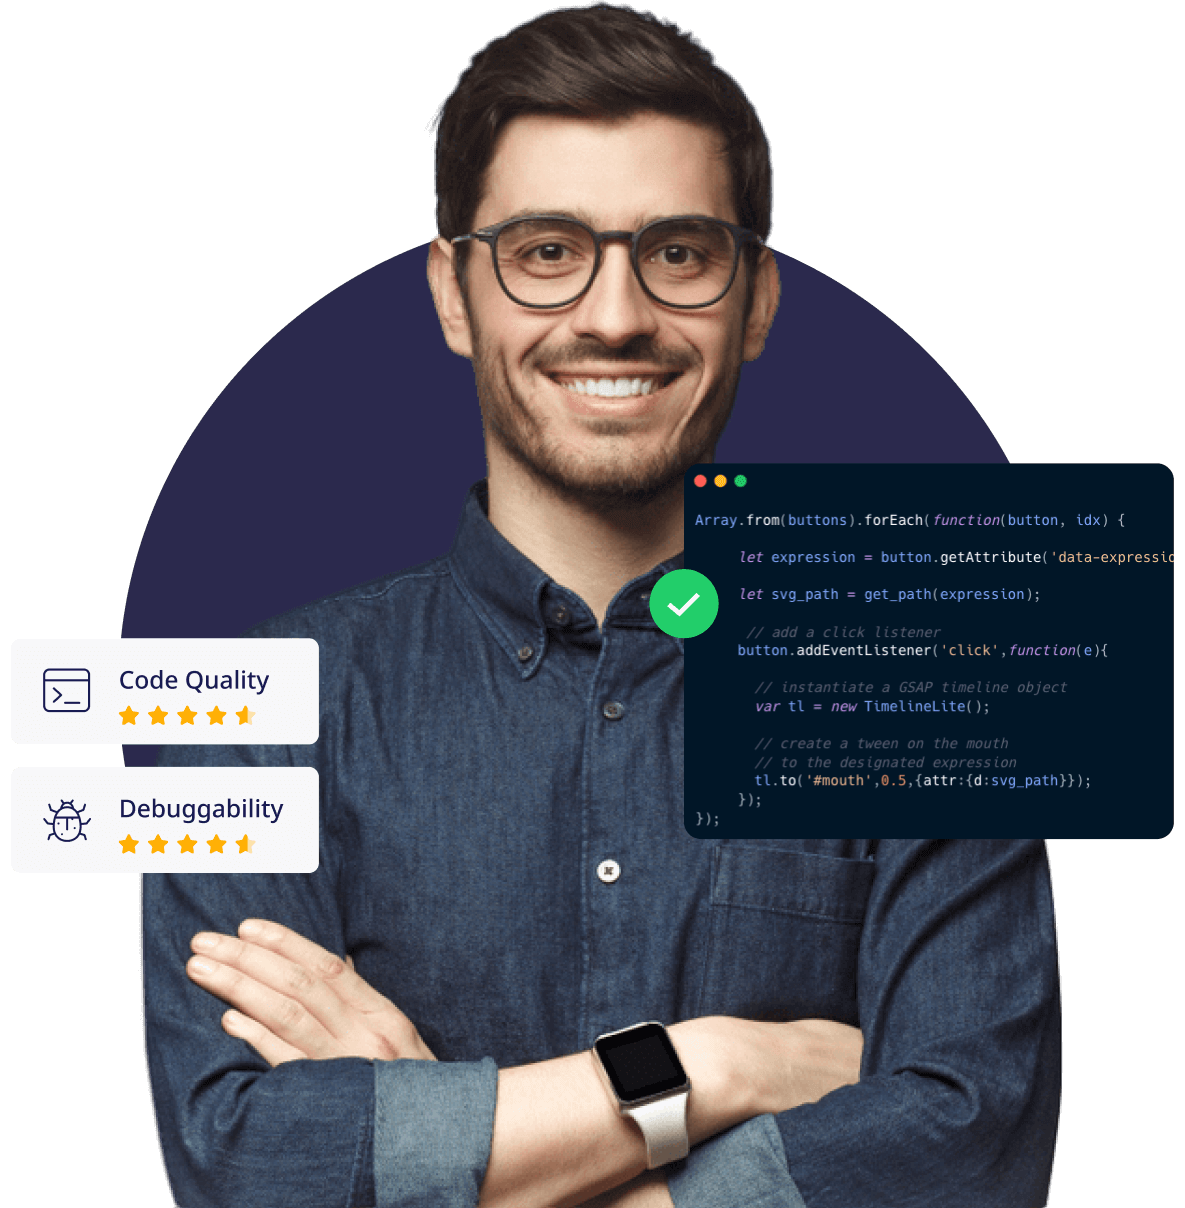 Array.from(buttons).forEach(function(button, idx) {
let expression = button.getAttribute('data-expressio
let svg_path = get_path(expression);
// add a click listener
button.addEventListener('click',function(e){
// instantiate a GSAP timeline object
var tl = new TimelineLite();
// create a tween on the mouth
// to the designated expression
tl.to('#mouth',0.5,{attr:{d:svg_path}});
});
});
Code Quality
Debuggability